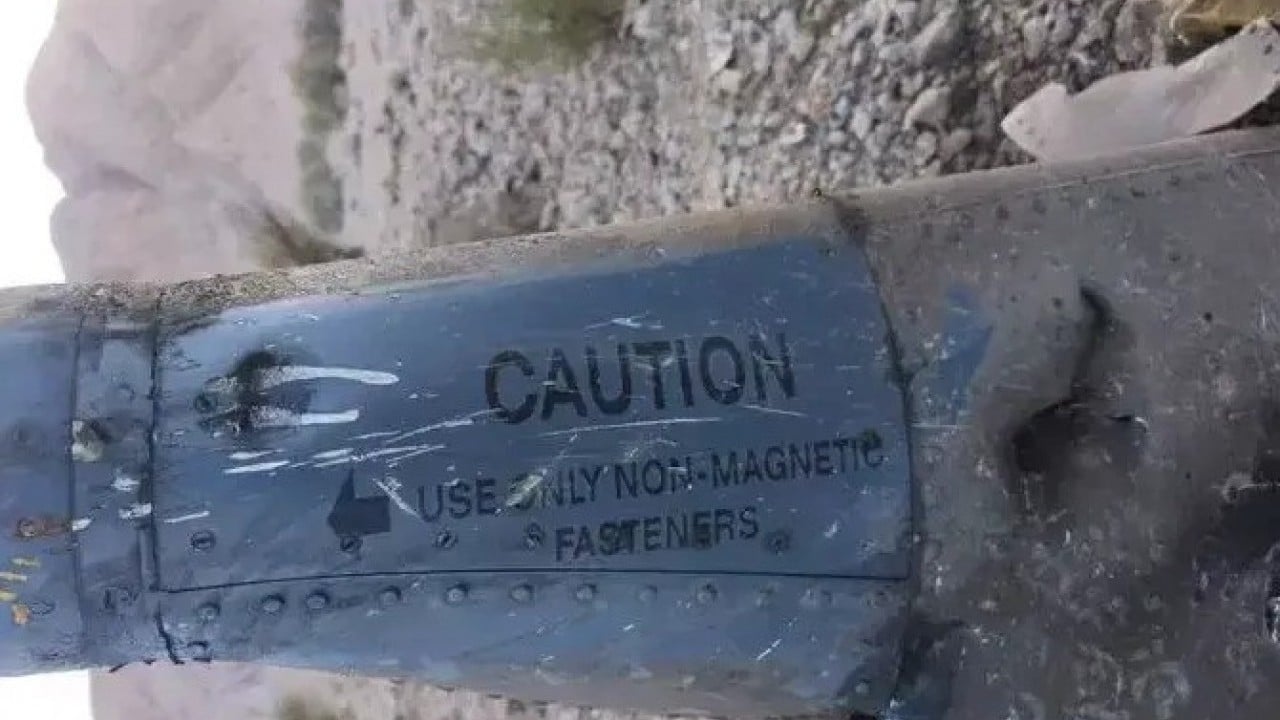 CAUTION
USE ONLY NON-MAGNETIC
FASTENERS